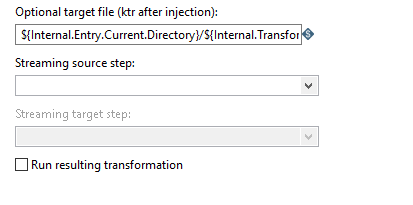 Optional target file (ktr after injection):
${Internal.Entry.Current.Directory}/${Internal.Transfor
Streaming source step:
Streaming target step:
Run resulting transformation